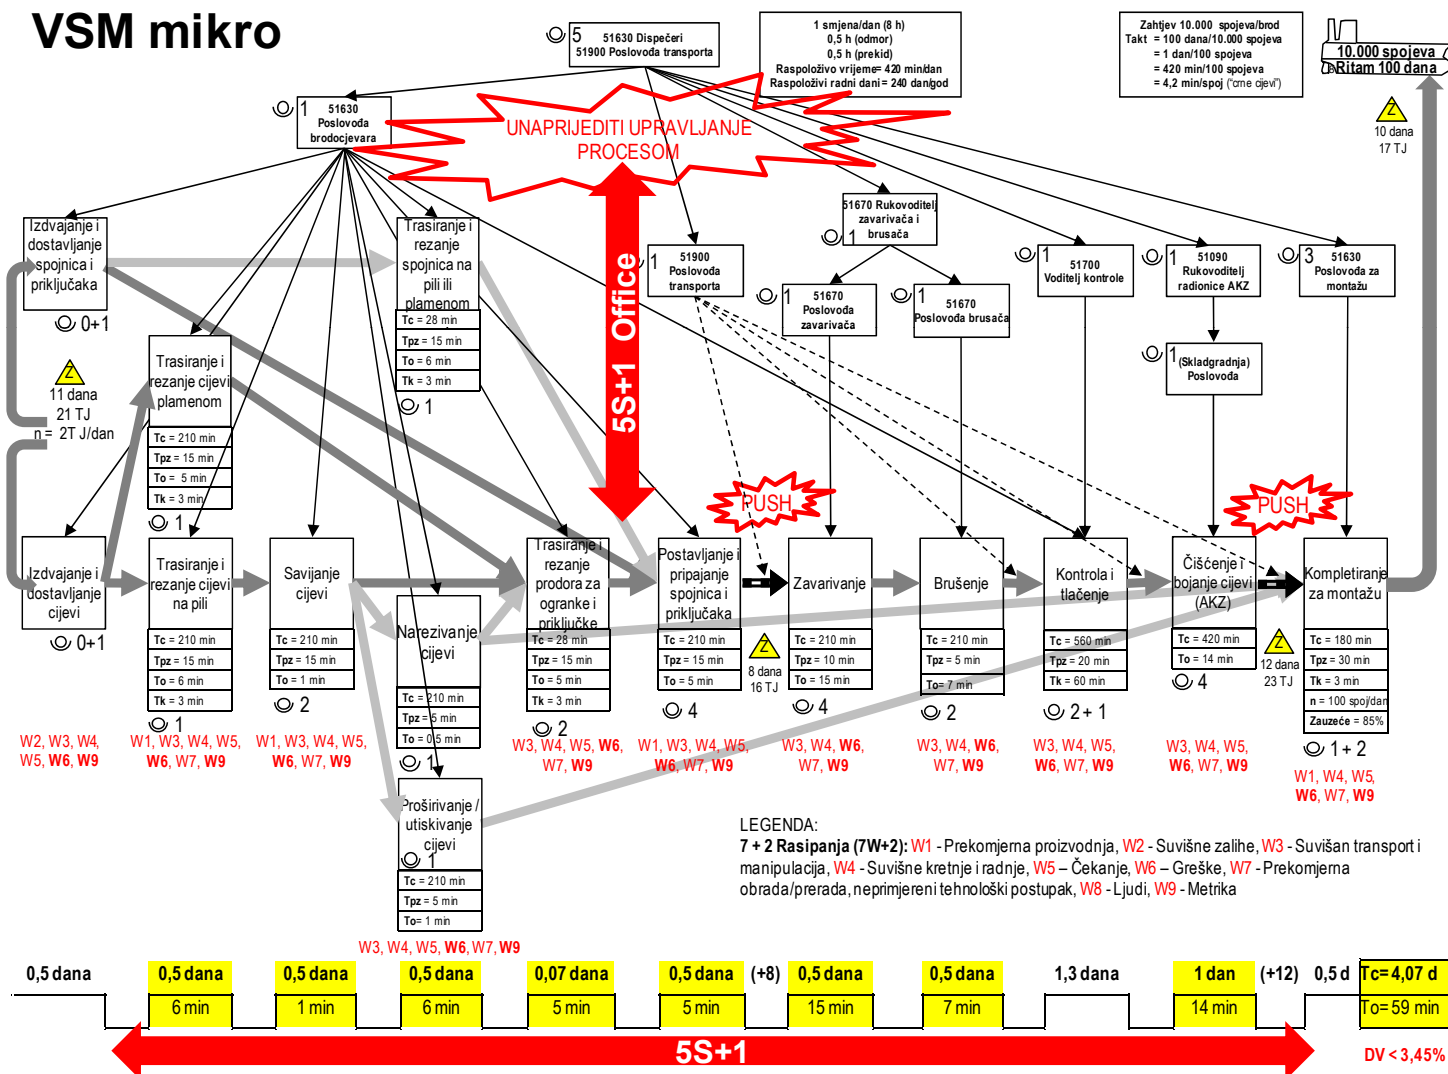 VSM mikro
5
51630 Dispečeri
51900 Poslovođa transporta
1 smjena/dan (8 h)
0,5 h (odmor)
0,5 h (prekid)
Raspoloživo vrijeme= 420 min/dan
Raspoloživi radni dani = 240 dan/god
Zahtjev 10.000 spojeva/brod
Takt = 100 dana/10.000 spojeva
= 1 dan/100 spojeva
= 420 min/100 spojeva
= 4,2 min/spoj ("crne cijevi")
10.000 spojeva
Ritam 100 dana
Z
10 dana
17 TJ
1
51630
Poslovođa
brodocjevara
UNAPRIJEDITI UPRAVLJANJE
PROCESOM
5S+1 Office
Izdvajanje i
dostavljanje
spojnica i
priključaka
0+1
Trasiranje i
rezanje
spojnica na
pili ili
plamenom
Tc = 28 min
Tpz = 15 min
To = 6 min
Tk = 3 min
1
1
51900
Poslovođa
transporta
51670 Rukovoditelj
zavarivača i
brusača
1
1
51670
Poslovođa
zavarivača
1
51670
Poslovođa brusača
1
51700
Voditelj kontrole
1
51090
Rukovoditelj
radionice AKZ
1
(Skladgradnja)
Poslovođa
3
51630
Poslovođa za
montažu
Z
11 dana
21 TJ
n = 2T J/dan
Trasiranje i
rezanje cijevi
plamenom
Tc = 210 min
Tpz = 15 min
To = 5 min
Tk = 3 min
1
PUSH
PUSH
Izdvajanje i
dostavljanje
cijevi
0+1
Trasiranje i
rezanje cijevi
na pili
Tc = 210 min
Tpz = 15 min
To = 6 min
Tk = 3 min
1
Savijanje
cijevi
Tc = 210 min
Tpz = 15 min
To = 1 min
2
Narezivanje
cijevi
Tc = 210 min
Tpz = 5 min
To = 0,5 min
1
Proširivanje /
utiskivanje
cijevi
1
Tc = 210 min
Tpz = 5 min
To= 1 min
Trasiranje i
rezanje
prodora za
ogranke i
priključke
Tc = 28 min
Tpz = 15 min
To = 5 min
Tk = 3 min
2
Postavljanje i
pripajanje
spojnica i
priključaka
Tc = 210 min
Tpz = 15 min
To = 5 min
4
Z
8 dana
16 TJ
Zavarivanje
Tc = 210 min
Tpz = 10 min
To = 15 min
4
Brušenje
Tc = 210 min
Tpz = 5 min
To= 7 min
2
Kontrola i
tlačenje
Tc = 560 min
Tpz = 20 min
Tk = 60 min
2 + 1
Čišćenje i
bojanje cijevi
(AKZ)
Tc = 420 min
To = 14 min
4
Z
12 dana
23 TJ
Kompletiranje
za montažu
Tc = 180 min
Tpz = 30 min
Tk = 3 min
n = 100 spoj/dan
Zauzeće = 85%
1 + 2
W2, W3, W4,
W5, W6, W9
W1, W3, W4, W5,
W6, W7, W9
W1, W3, W4, W5,
W6, W7, W9
W3, W4, W5, W6,
W7, W9
W1, W3, W4, W5,
W6, W7, W9
W3, W4, W6,
W7, W9
W3, W4, W6,
W7, W9
W3, W4, W5,
W6, W7, W9
W3, W4, W5,
W6, W7, W9
W1, W4, W5,
W6, W7, W9
W3, W4, W5, W6, W7, W9
LEGENDA:
7 + 2 Rasipanja (7W+2): W1 - Prekomjerna proizvodnja, W2 - Suvišne zalihe, W3 - Suvišan transport i
manipulacija, W4 - Suvišne kretnje i radnje, W5 – Čekanje, W6 – Greške, W7 - Prekomjerna
obrada/prerada, neprimjereni tehnološki postupak, W8 - Ljudi, W9 - Metrika
0,5 dana 0,5 dana 0,5 dana 0,5 dana 0,07 dana 0,5 dana (+8) 0,5 dana 0,5 dana 1,3 dana 1 dan (+12) 0,5 d Tc= 4,07 d
6 min 1 min 6 min 5 min 5 min 15 min 7 min 14 min To= 59 min
5S+1
DV < 3,45%